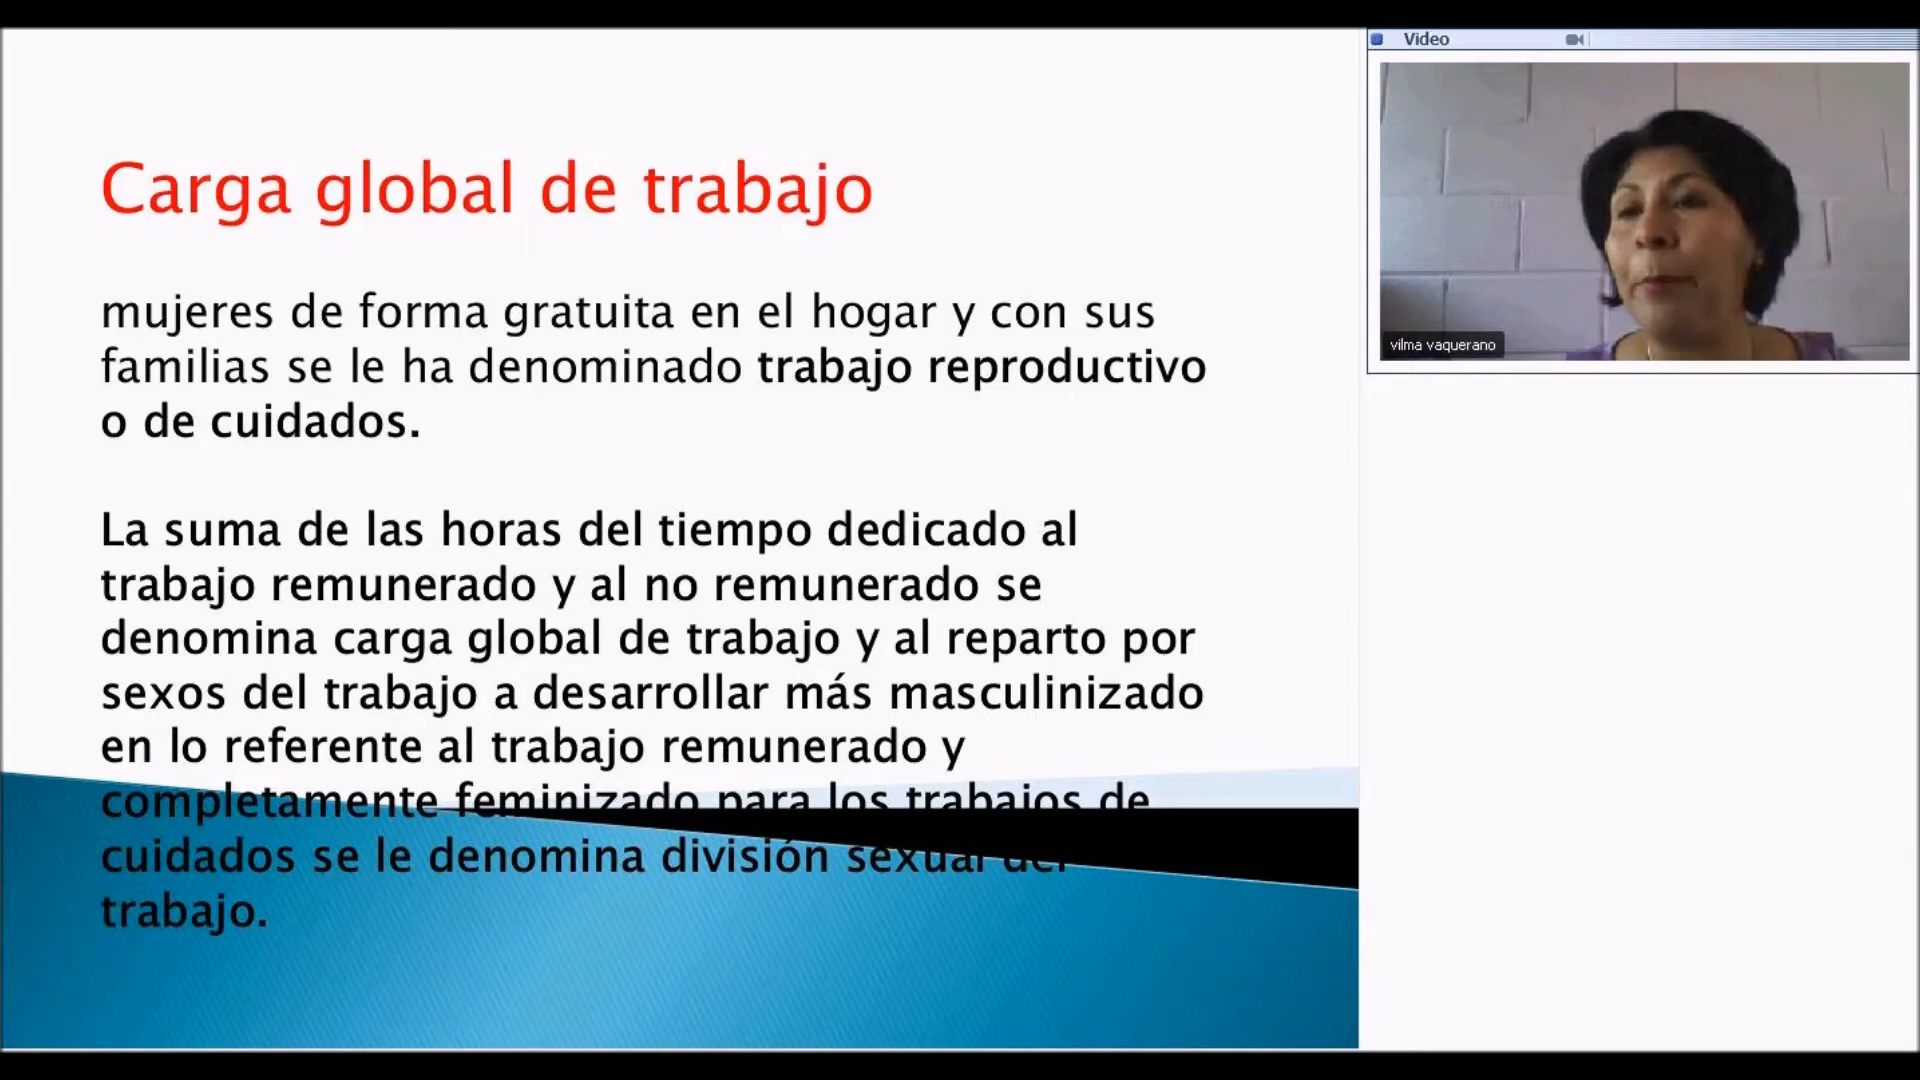 Carga global de trabajo
mujeres de forma gratuita en el hogar y con sus
familias se le ha denominado trabajo reproductivo
o de cuidados.
La suma de las horas del tiempo dedicado al
trabajo remunerado y al no remunerado se
denomina carga global de trabajo y al reparto por
sexos del trabajo a desarrollar más masculinizado
en lo referente al trabajo remunerado y
completamente feminizado para los trabajos de
cuidados se le denomina división sexual del
trabajo.
Video
vilma vaquerano